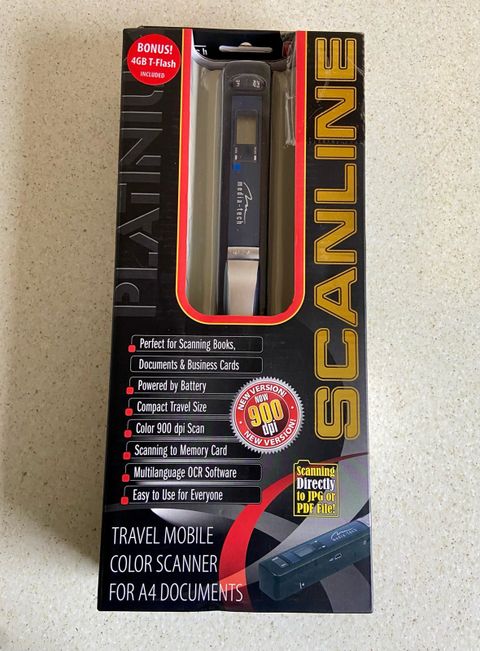 BONUS!
4GB T-Flash
INCLUDED
PLATINIUM
SCANLINE
media-tech
Perfect for Scanning Books,
Documents & Business Cards
Powered by Battery
Compact Travel Size
Color 900 dpi Scan
Scanning to Memory Card
Multilanguage OCR Software
Easy to Use for Everyone
NEW VERSION!
NOW
900
dpi
NEW VERSION!
Scanning
Directly
to JPG or
PDF File!
TRAVEL MOBILE
COLOR SCANNER
FOR A4 DOCUMENTS